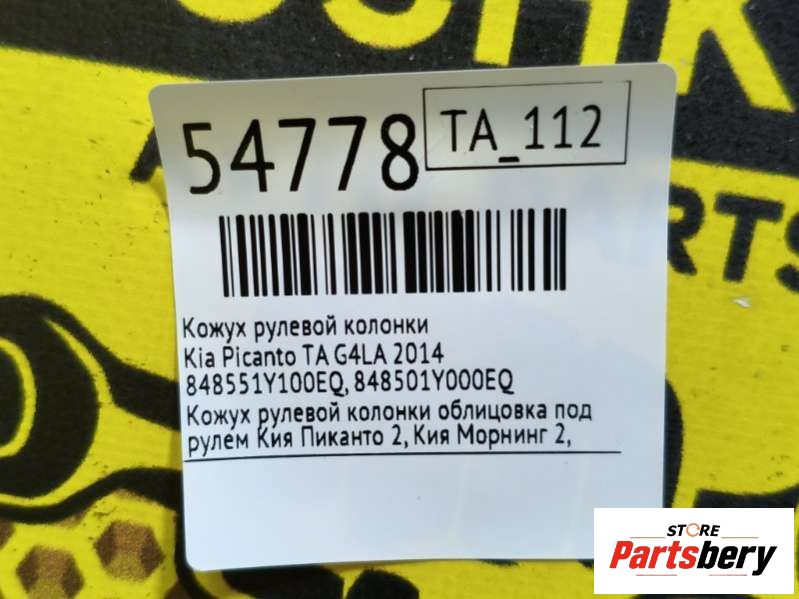 54778
TA_112
Кожух рулевой колонки
Kia Picanto TA G4LA 2014
848551Y100EQ, 848501Y000EQ
Кожух рулевой колонки облицовка под
рулем Кия Пиканто 2, Кия Морнинг 2,
STORE
Partsbery